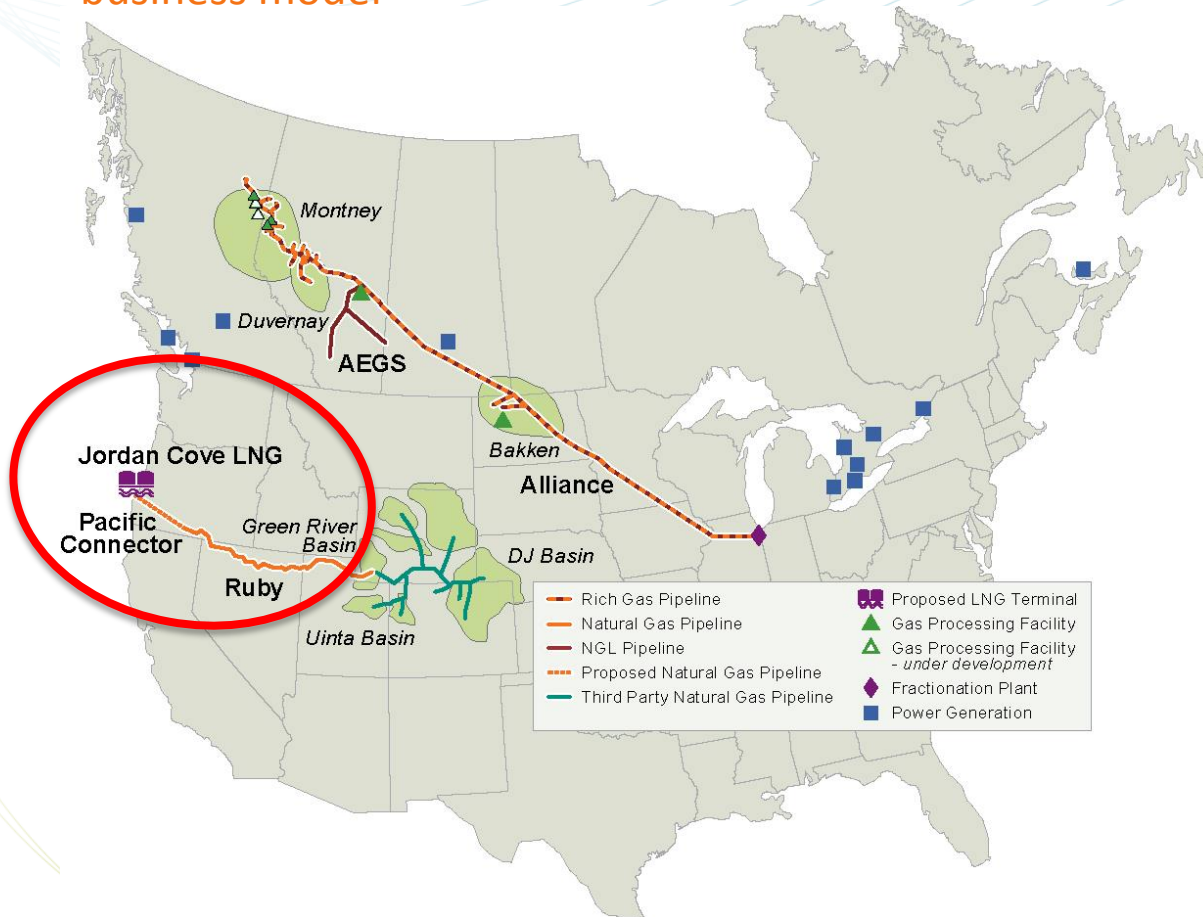 business model
Montney
Duvernay
AEGS
Bakken
Alliance
Jordan Cove LNG
Pacific
Connector
Green River
Basin
Ruby
DJ Basin
Uinta Basin
Rich Gas Pipeline
Natural Gas Pipeline
NGL Pipeline
Proposed Natural Gas Pipeline
Third Party Natural Gas Pipeline
Proposed LNG Terminal
Gas Processing Facility
Gas Processing Facility
- under development
Fractionation Plant
Power Generation